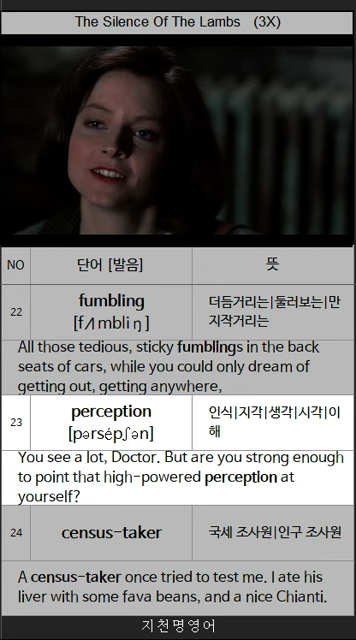 The Silence Of The Lambs (3X)
NO 단어 [발음] 뜻
22 fumbling 더듬거리는|둘러보는|만
[fʌmbliŋ] 지작거리는
All those tedious, sticky fumblings in the back
seats of cars, while you could only dream of
getting out, getting anywhere,
23 perception 인식|지각|생각|시각|이
[pərsépʃən] 해
You see a lot, Doctor. But are you strong enough
to point that high-powered perception at
yourself?
24 census-taker 국세 조사원|인구 조사원
A census-taker once tried to test me. I ate his
liver with some fava beans, and a nice Chianti.
지천명영어